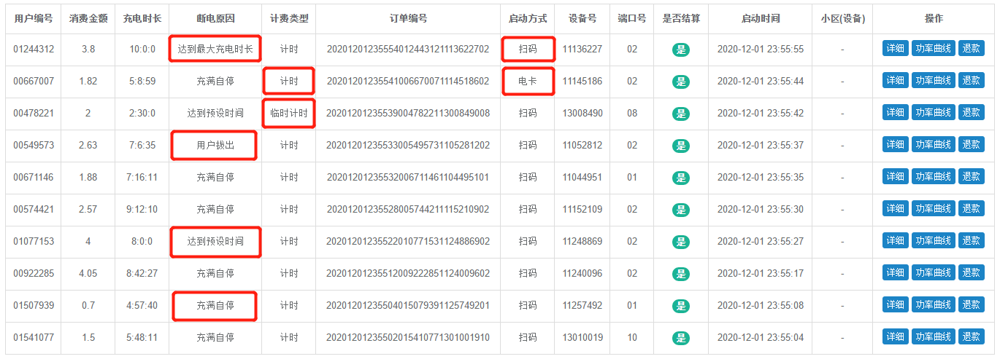 用户编号 消费金额 充电时长 断电原因 计费类型 订单编号 启动方式 设备号 端口号 是否结算 启动时间 小区(设备) 操作
01244312 3.8 10:0:0 达到最大充电时长 计时 2020120123555401244312111362­2702 扫码 11136227 02 是 2020-12-01 23:55:55 - 详细 功率曲线 退款
00667007 1.82 5:8:59 充满自停 计时 20201201235541006670071114518602 电卡 11145186 02 是 2020-12-01 23:55:44 - 详细 功率曲线 退款
00478221 2 2:30:0 达到预设时间 临时计时 20201201235539004782211300849008 扫码 13008490 08 是 2020-12-01 23:55:42 - 详细 功率曲线 退款
00549573 2.63 7:6:35 用户拔出 计时 20201201235533005495731105281202 扫码 11052812 02 是 2020-12-01 23:55:37 - 详细 功率曲线 退款
00671146 1.88 7:16:11 充满自停 计时 20201201235532006711461104495101 扫码 11044951 01 是 2020-12-01 23:55:35 - 详细 功率曲线 退款
00574421 2.57 9:12:10 充满自停 计时 20201201235528005744211115210902 扫码 11152109 02 是 2020-12-01 23:55:30 - 详细 功率曲线 退款
01077153 4 8:0:0 达到预设时间 计时 20201201235522010771531124886902 扫码 11248869 02 是 2020-12-01 23:55:27 - 详细 功率曲线 退款
00922285 4.05 8:42:27 充满自停 计时 20201201235512009222851124009602 扫码 11240096 02 是 2020-12-01 23:55:17 - 详细 功率曲线 退款
01507939 0.7 4:57:40 充满自停 计时 20201201235504015079391125749201 扫码 11257492 01 是 2020-12-01 23:55:08 - 详细 功率曲线 退款
01541077 1.5 5:48:11 充满自停 计时 20201201235502015410771301001910 扫码 13010019 10 是 2020-12-01 23:55:04 - 详细 功率曲线 退款